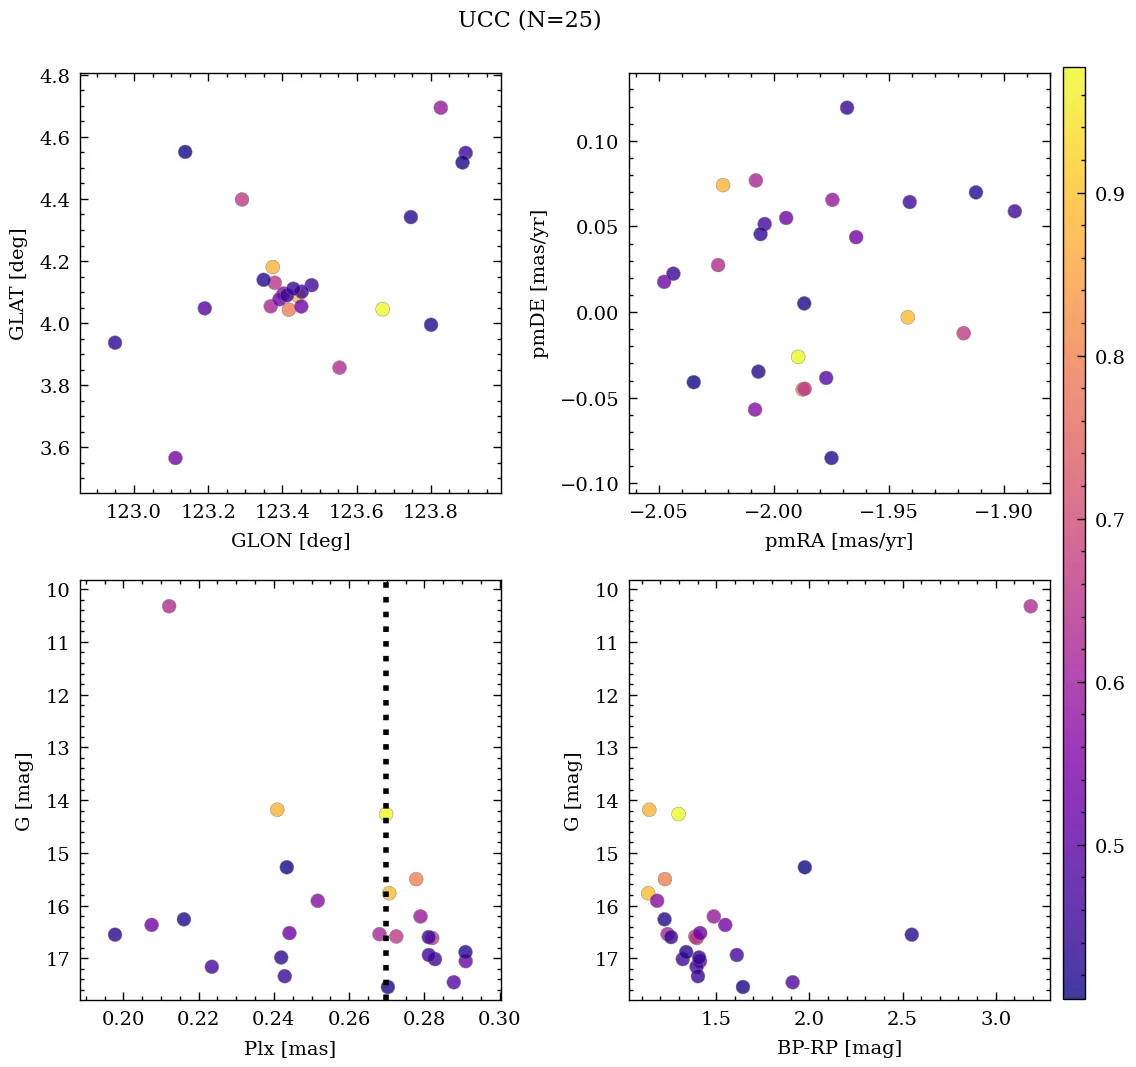 UCC (N=25)
4.8
4.6
4.4
4.2
4.0
3.8
3.6
GLAT [deg]
123.0 123.2 123.4 123.6 123.8
GLON [deg]
0.10
0.05
0.00
−0.05
−0.10
pmDE [mas/yr]
−2.05 −2.00 −1.95 −1.90
pmRA [mas/yr]
0.9
0.8
0.7
0.6
0.5
10
11
12
13
14
15
16
17
G [mag]
0.20 0.22 0.24 0.26 0.28 0.30
Plx [mas]
10
11
12
13
14
15
16
17
G [mag]
1.5 2.0 2.5 3.0
BP-RP [mag]